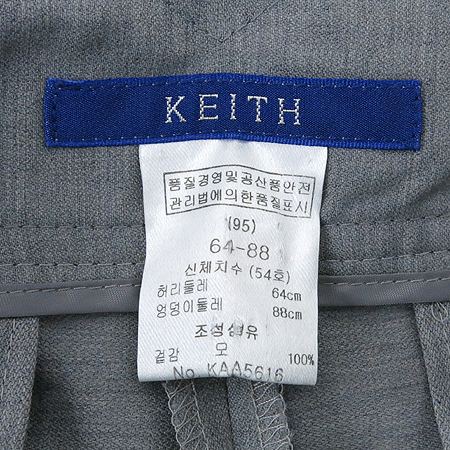 KEITH
품질경영및공산품안전
관리법에의한품질표시
(95)
64-88
신체치수 (54호)
허리둘레 64cm
엉덩이둘레 88cm
조성섬유
겉감 모 100%
No. KAA5616